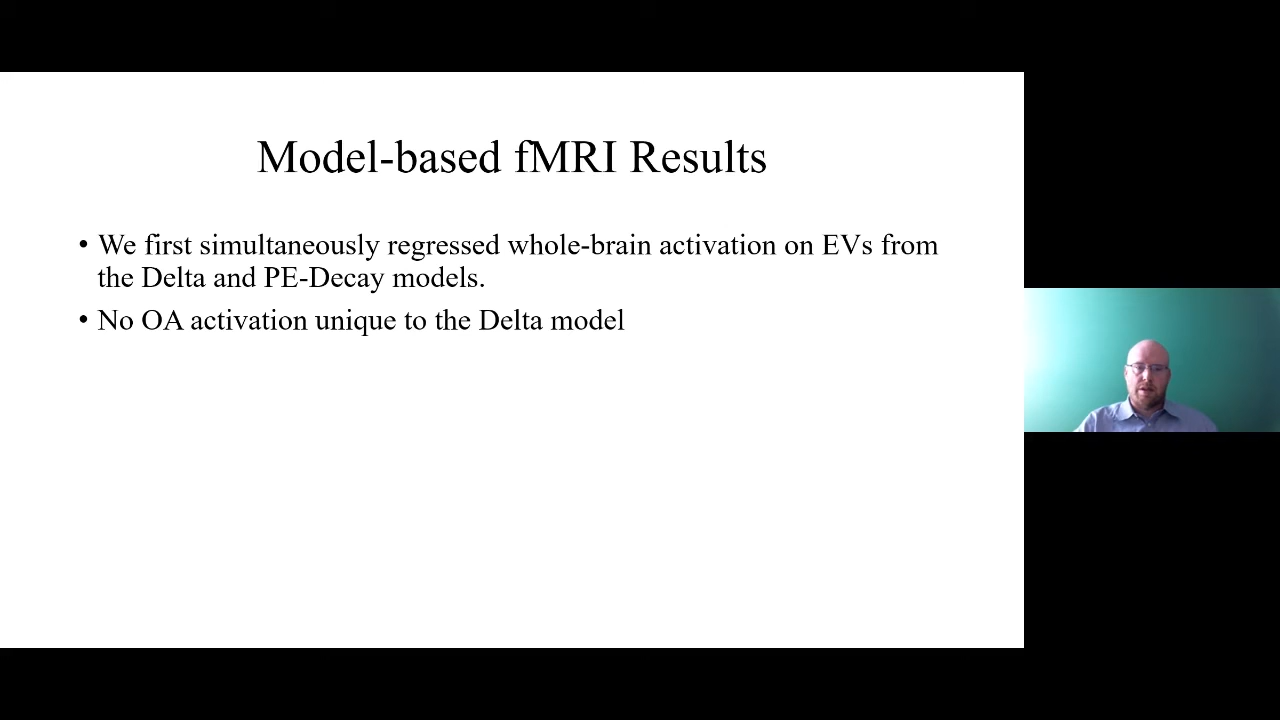 Model-based fMRI Results
• We first simultaneously regressed whole-brain activation on EVs from
the Delta and PE-Decay models.
• No OA activation unique to the Delta model